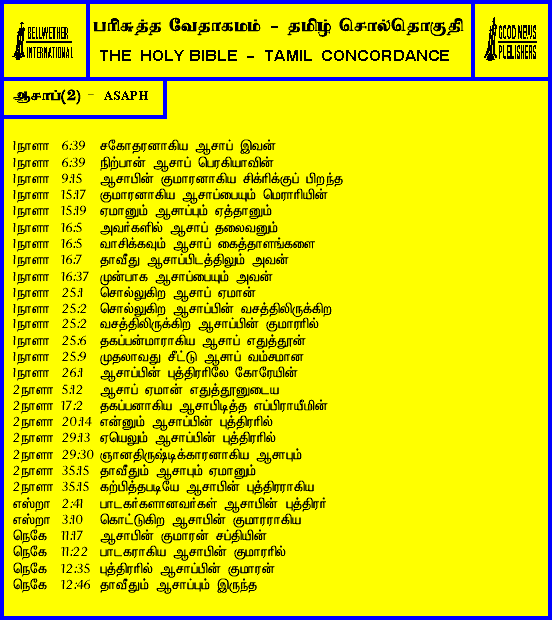 BELLWETHER
INTERNATIONAL
பரிசுத்த வேதாகமம் - தமிழ் சொல்தொகுதி
THE HOLY BIBLE - TAMIL CONCORDANCE
GOOD NEWS
PUBLISHERS
ஆசாப்(2) - ASAPH
1நாளா 6:39 சகோதரனாகிய ஆசாப் இவன்
1நாளா 6:39 நிற்பான் ஆசாப் பெரகியாவின்
1நாளா 9:15 ஆசாபின் குமாரனாகிய சிக்ரிக்குப் பிறந்த
1நாளா 15:17 குமாரனாகிய ஆசாப்பையும் மெராரியின்
1நாளா 15:19 ஏமானும் ஆசாப்பும் ஏத்தானும்
1நாளா 16:5 அவர்களில் ஆசாப் தலைவனும்
1நாளா 16:5 வாசிக்கவும் ஆசாப் கைத்தாளங்களை
1நாளா 16:7 தாவீது ஆசாப்பிடத்திலும் அவன்
1நாளா 16:37 முன்பாக ஆசாப்பையும் அவன்
1நாளா 25:1 சொல்லுகிற ஆசாப் ஏமான்
1நாளா 25:2 சொல்லுகிற ஆசாப்பின் வசத்திலிருக்கிற
1நாளா 25:2 வசத்திலிருக்கிற ஆசாப்பின் குமாரரில்
1நாளா 25:6 தகப்பன்மாராகிய ஆசாப் எதுத்தூன்
1நாளா 25:9 முதலாவது சீட்டு ஆசாப் வம்சமான
1நாளா 26:1 ஆசாப்பின் புத்திரரிலே கோரேயின்
2நாளா 5:12 ஆசாப் ஏமான் எதுத்தூனுடைய
2நாளா 17:2 தகப்பனாகிய ஆசாபிடித்த எப்பிராயீமின்
2நாளா 20:14 என்னும் ஆசாப்பின் புத்திரரில்
2நாளா 29:13 ஏயெலும் ஆசாப்பின் புத்திரரில்
2நாளா 29:30 ஞானதிருஷ்டிக்காரனாகிய ஆசாபும்
2நாளா 35:15 தாவீதும் ஆசாபும் ஏமானும்
2நாளா 35:15 கற்பித்தபடியே ஆசாபின் புத்திரராகிய
எஸ்றா 2:41 பாடகர்களானவர்கள் ஆசாபின் புத்திரர்
எஸ்றா 3:10 கொட்டுகிற ஆசாபின் குமாரராகிய
நெகே 11:17 ஆசாபின் குமாரன் சப்தியின்
நெகே 11:22 பாடகராகிய ஆசாபின் குமாரரில்
நெகே 12:35 புத்திரரில் ஆசாப்பின் குமாரன்
நெகே 12:46 தாவீதும் ஆசாப்பும் இருந்த